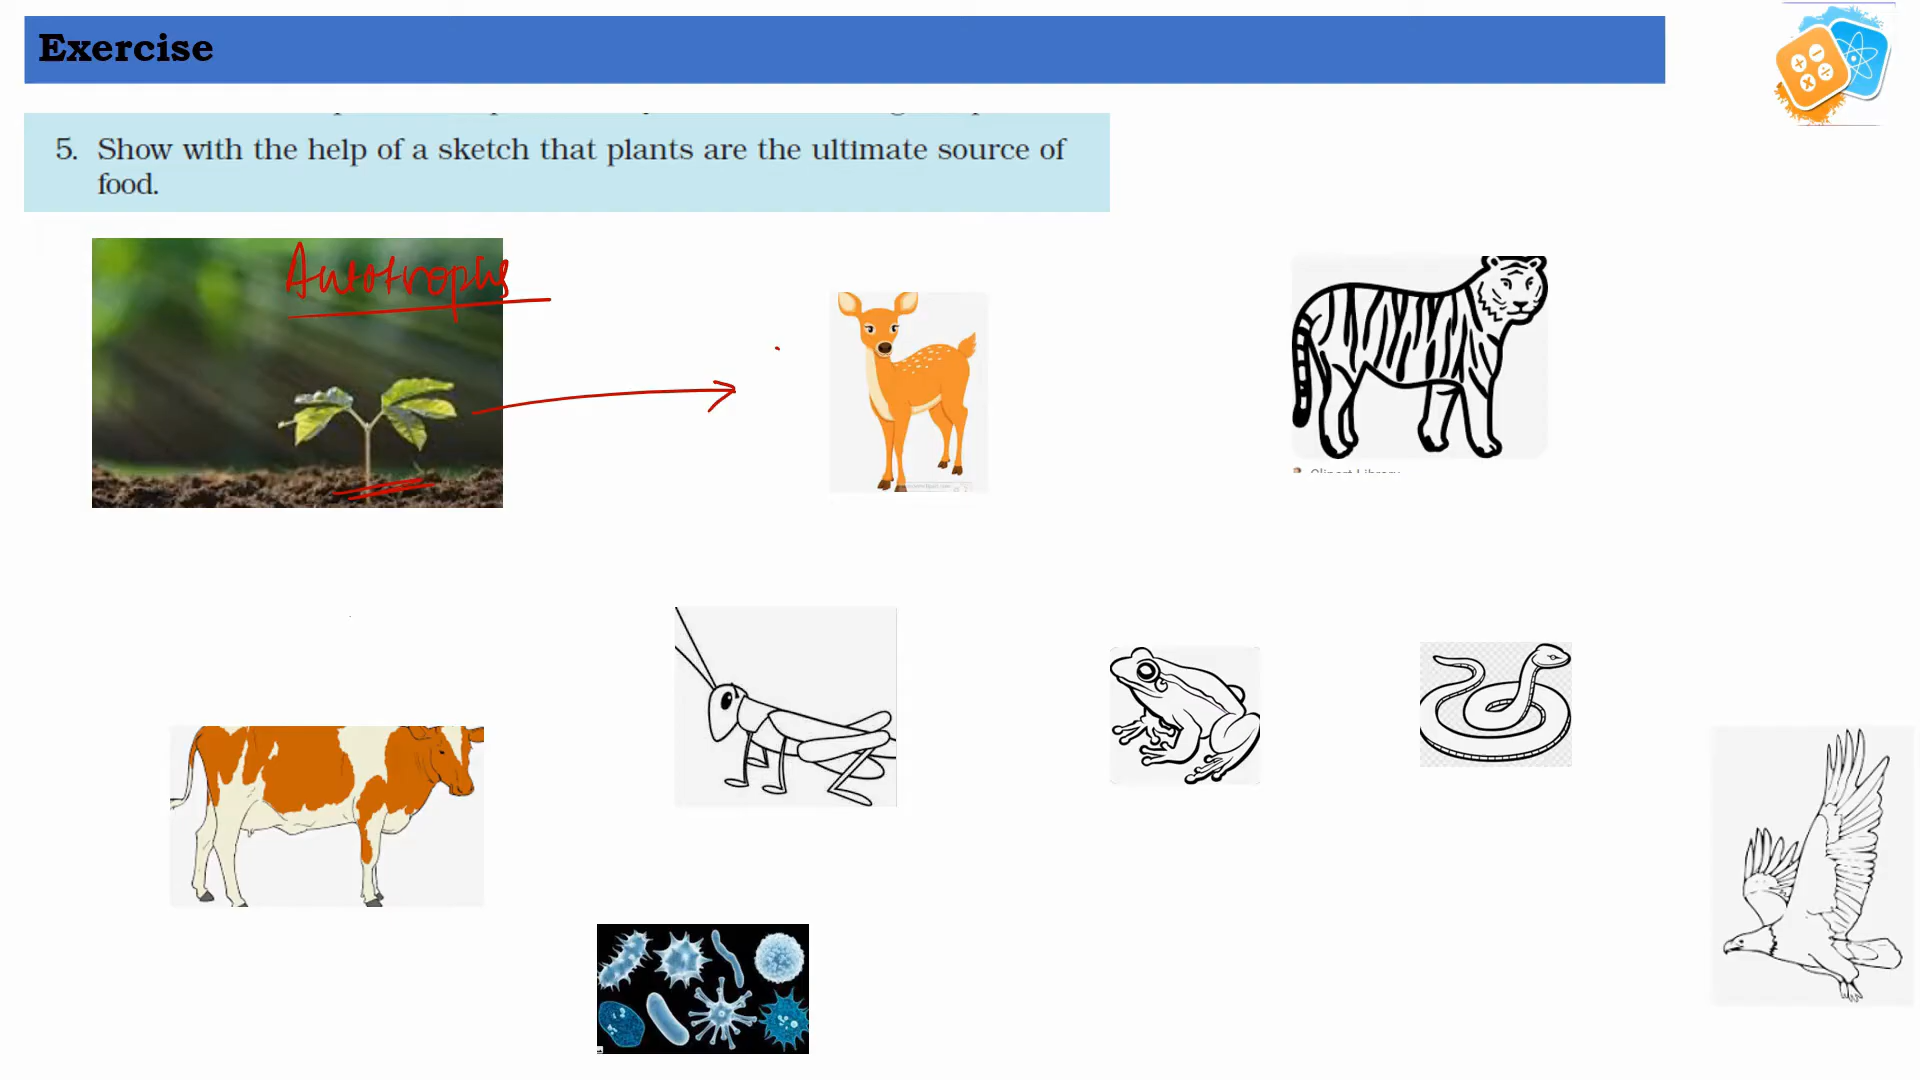 Exercise
5. Show with the help of a sketch that plants are the ultimate source of
food.
Autotrophs